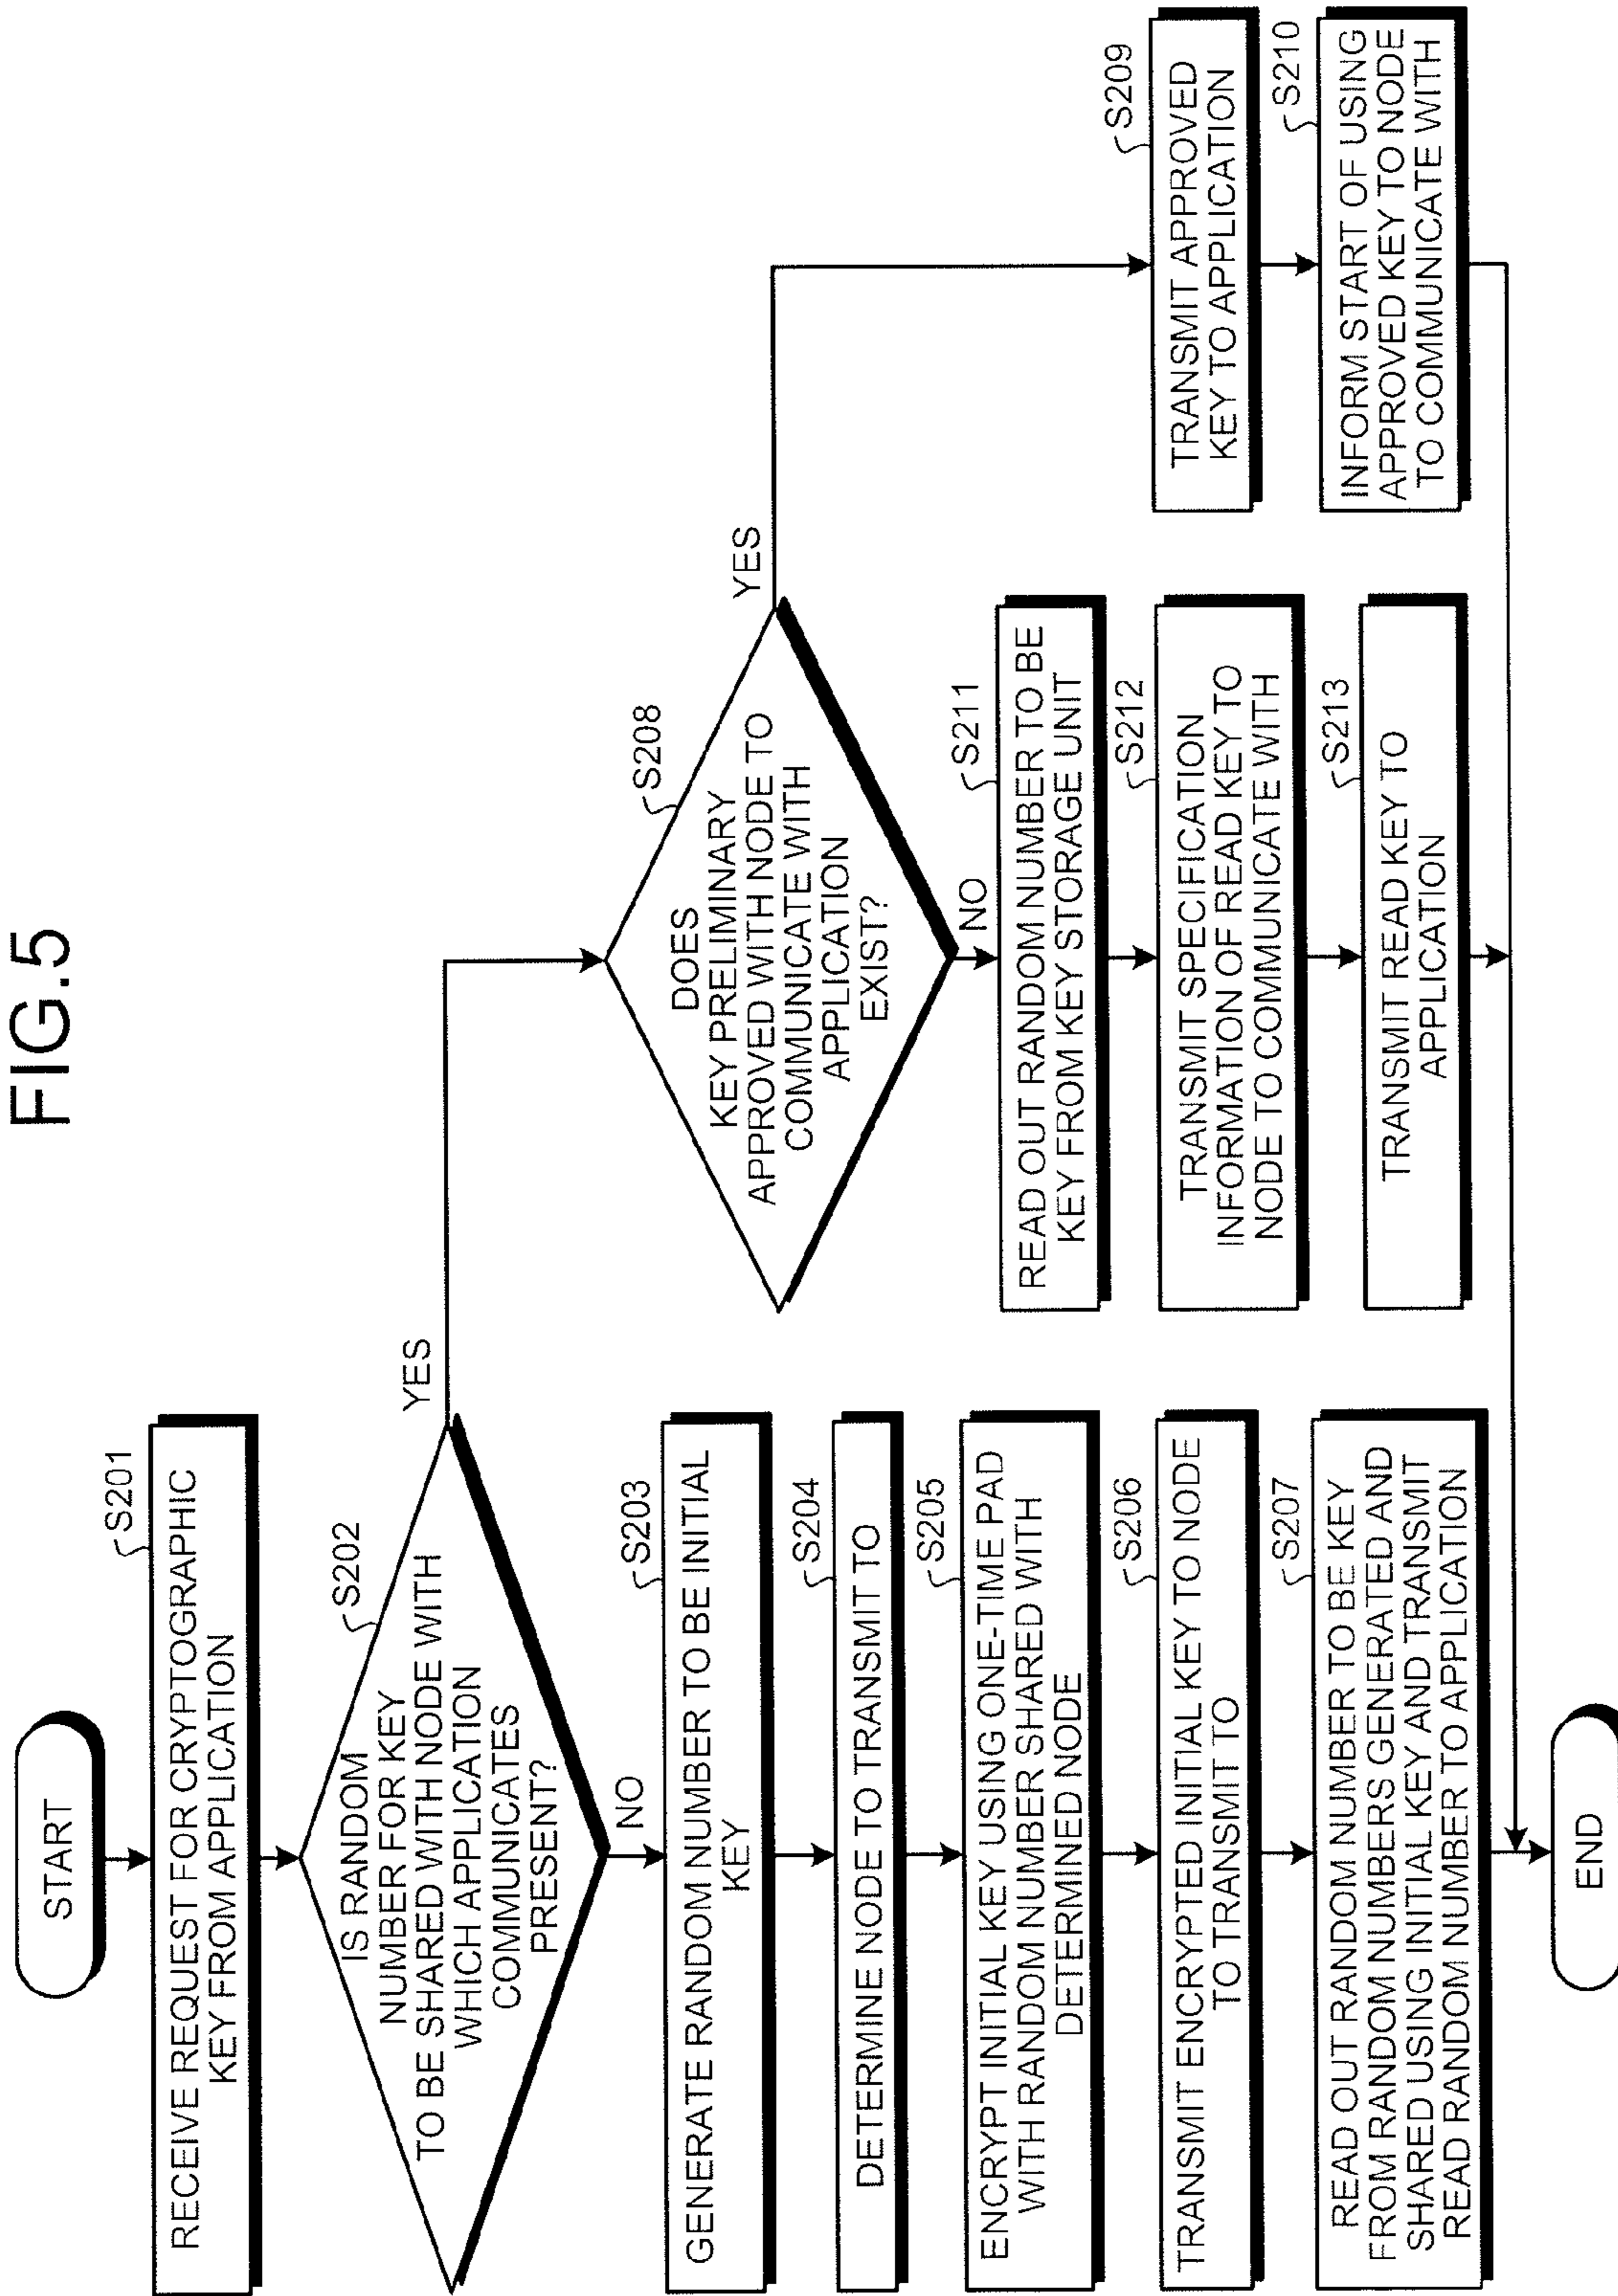 FIG.5
START
S201
RECEIVE REQUEST FOR CRYPTOGRAPHIC
KEY FROM APPLICATION
S202
IS RANDOM
NUMBER FOR KEY
TO BE SHARED WITH NODE WITH
WHICH APPLICATION
COMMUNICATES
PRESENT?
YES
NO
S203
GENERATE RANDOM NUMBER TO BE INITIAL
KEY
S204
DETERMINE NODE TO TRANSMIT TO
S205
ENCRYPT INITIAL KEY USING ONE-TIME PAD
WITH RANDOM NUMBER SHARED WITH
DETERMINED NODE
S206
TRANSMIT ENCRYPTED INITIAL KEY TO NODE
TO TRANSMIT TO
S207
READ OUT RANDOM NUMBER TO BE KEY
FROM RANDOM NUMBERS GENERATED AND
SHARED USING INITIAL KEY AND TRANSMIT
READ RANDOM NUMBER TO APPLICATION
S208
DOES
KEY PRELIMINARY
APPROVED WITH NODE TO
COMMUNICATE WITH
APPLICATION
EXIST?
YES
NO
S211
READ OUT RANDOM NUMBER TO BE
KEY FROM KEY STORAGE UNIT
S212
TRANSMIT SPECIFICATION
INFORMATION OF READ KEY TO
NODE TO COMMUNICATE WITH
S213
TRANSMIT READ KEY TO
APPLICATION
S209
TRANSMIT APPROVED
KEY TO APPLICATION
S210
INFORM START OF USING
APPROVED KEY TO NODE
TO COMMUNICATE WITH
END